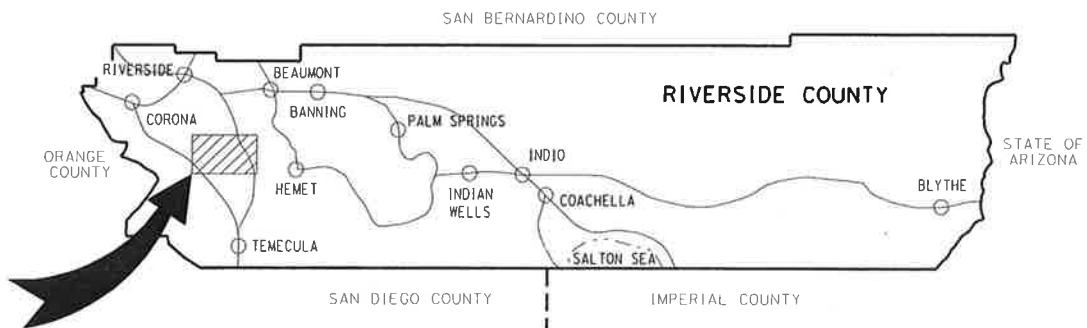 SAN BERNARDINO COUNTY
RIVERSIDE
BEAUMONT
BANNING
CORONA
RIVERSIDE COUNTY
PALM SPRINGS
ORANGE
COUNTY
STATE OF
ARIZONA
INDIO
HEMET
INDIAN
WELLS
COACHELLA
BLYTHE
TEMECULA
SALTON SEA
SAN DIEGO COUNTY
IMPERIAL COUNTY